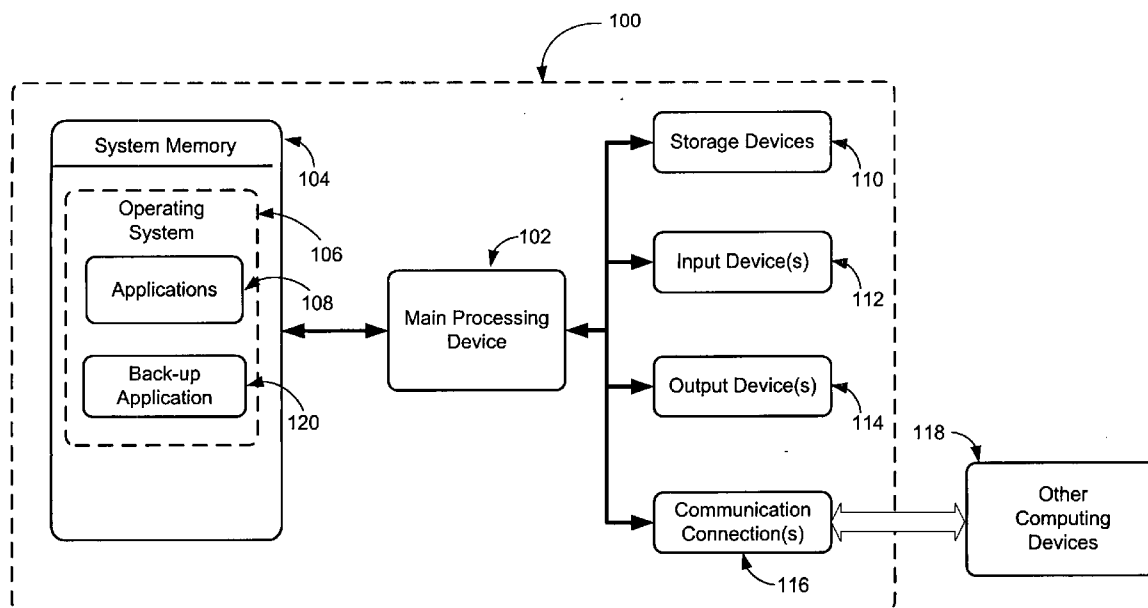 100
System Memory
104
Operating
System
106
Applications
108
Back-up
Application
120
102
Main Processing
Device
Storage Devices
110
Input Device(s)
112
Output Device(s)
114
118
Communication
Connection(s)
116
Other
Computing
Devices